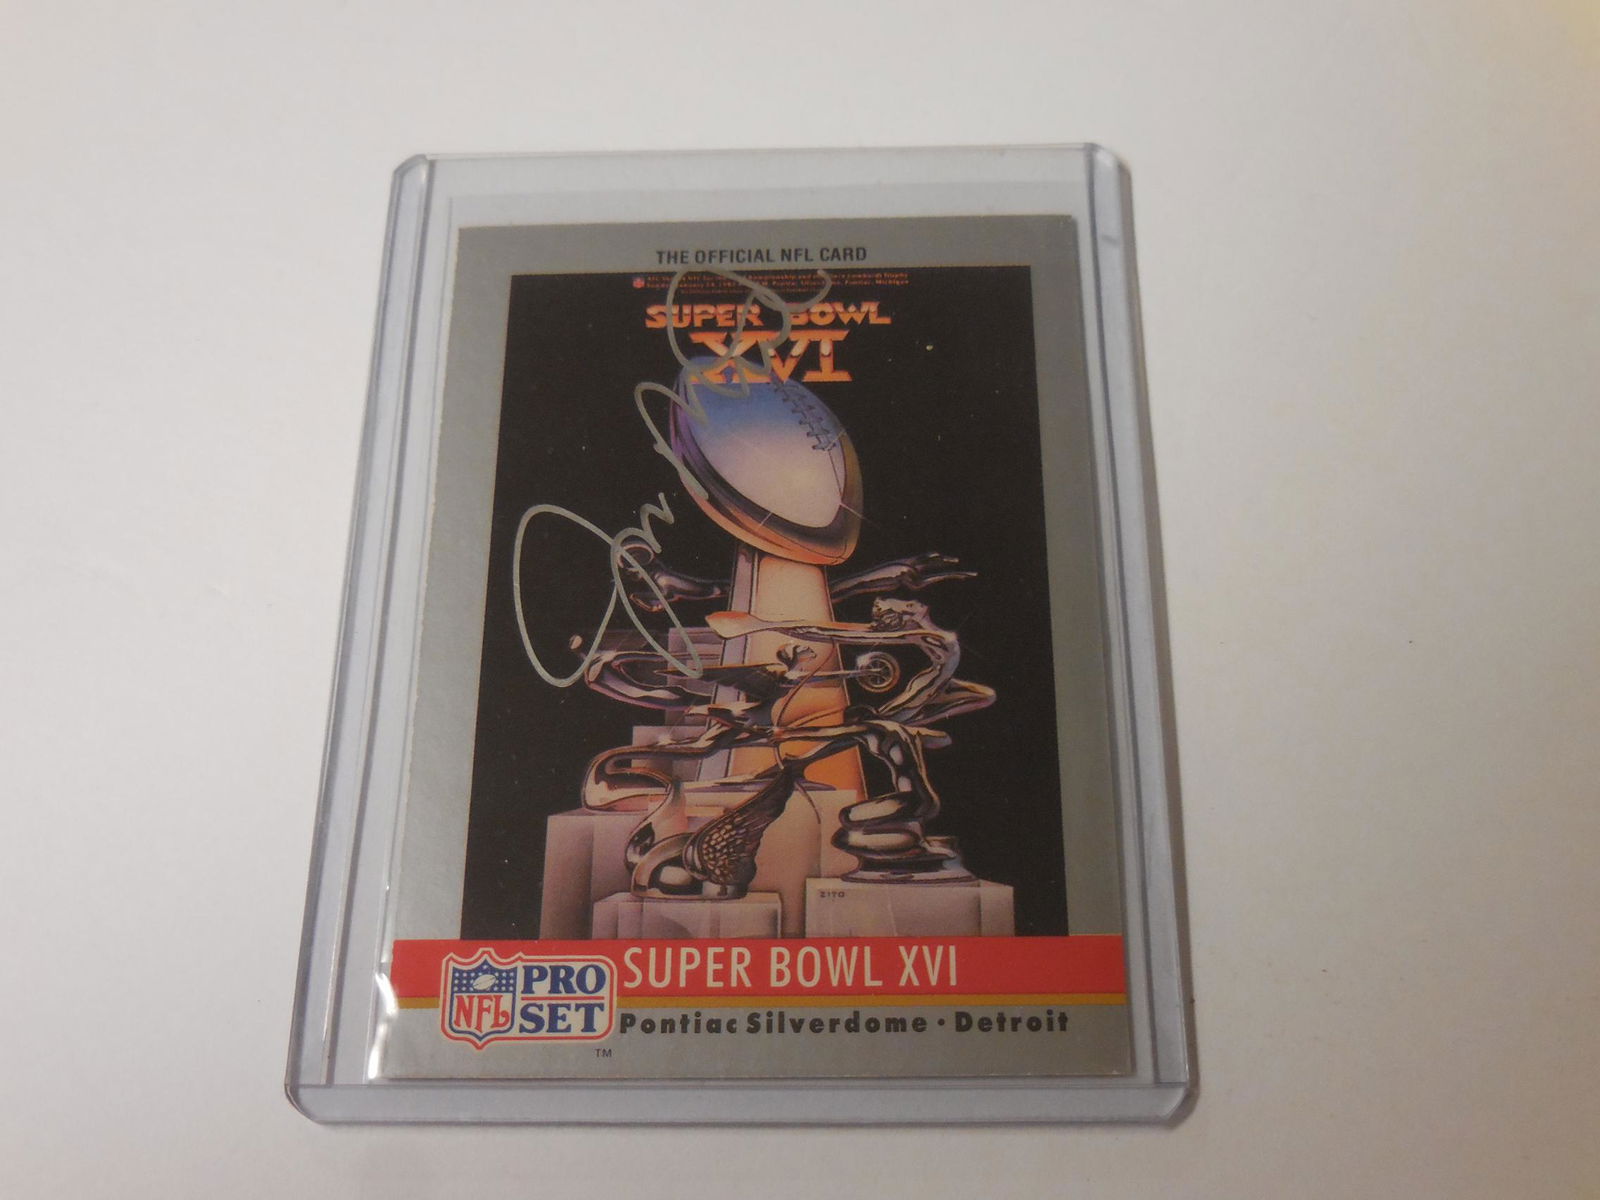 THE OFFICIAL NFL CARD
SUPER BOWL
XVI
ZITO
SUPER BOWL XVI
NFL
PRO
SET
Pontiac Silverdome • Detroit
TM